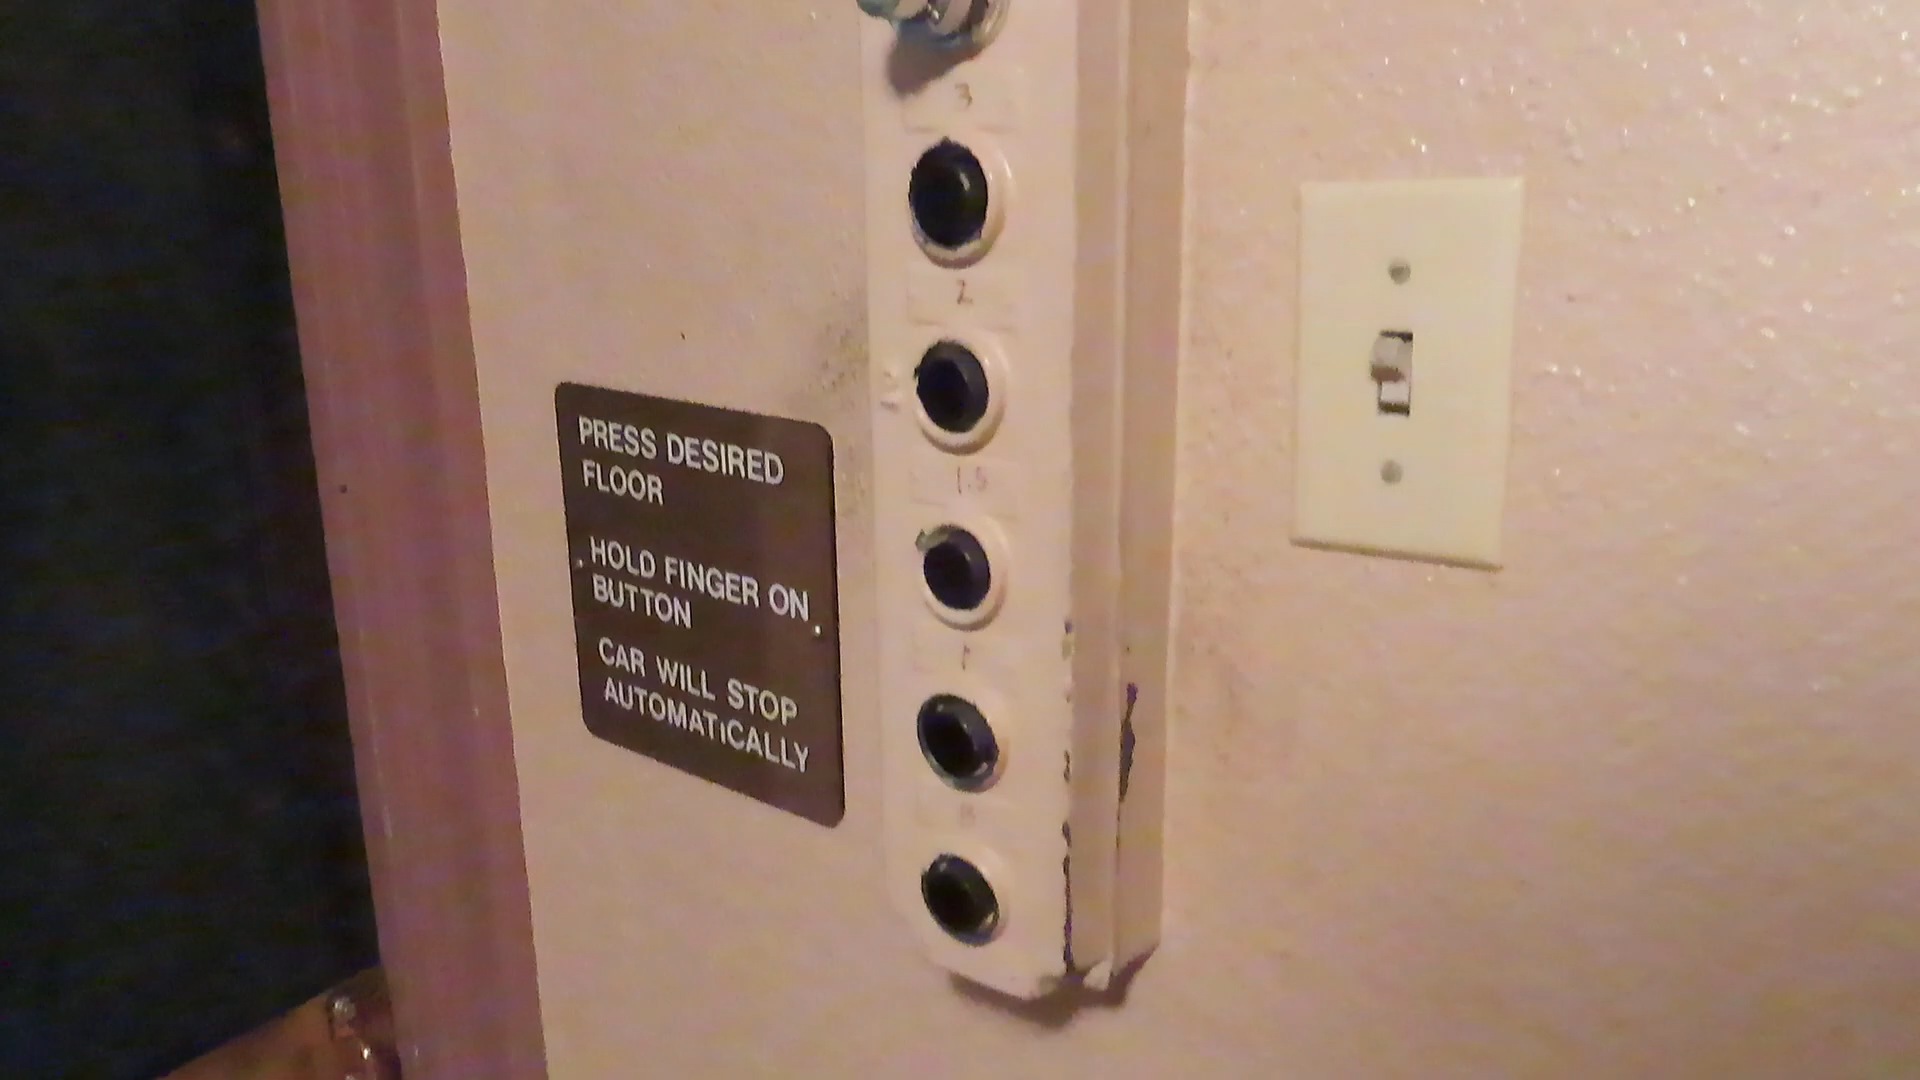 3
2
1.5
1
PRESS DESIRED
FLOOR
HOLD FINGER ON
BUTTON
CAR WILL STOP
AUTOMATiCALLY